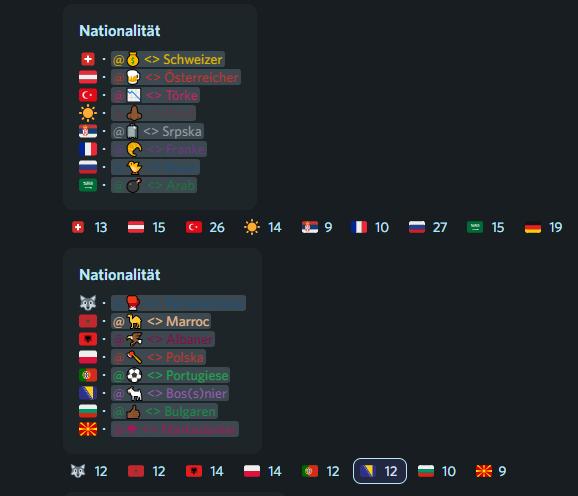 Nationalität
@ <> Schweizer
@ <> Österreicher
@ <> Törke
@
@ <> Srpska
@ <> Franke
@
@ <> Arab
13 15 26 14 9 10 27 15 19
Nationalität
@
@ <> Marroc
@ <> Albaner
@ <> Polska
@ <> Portugiese
@ <> Bos(s)nier
@ <> Bulgaren
@ <>
12 12 14 14 12 12 10 9